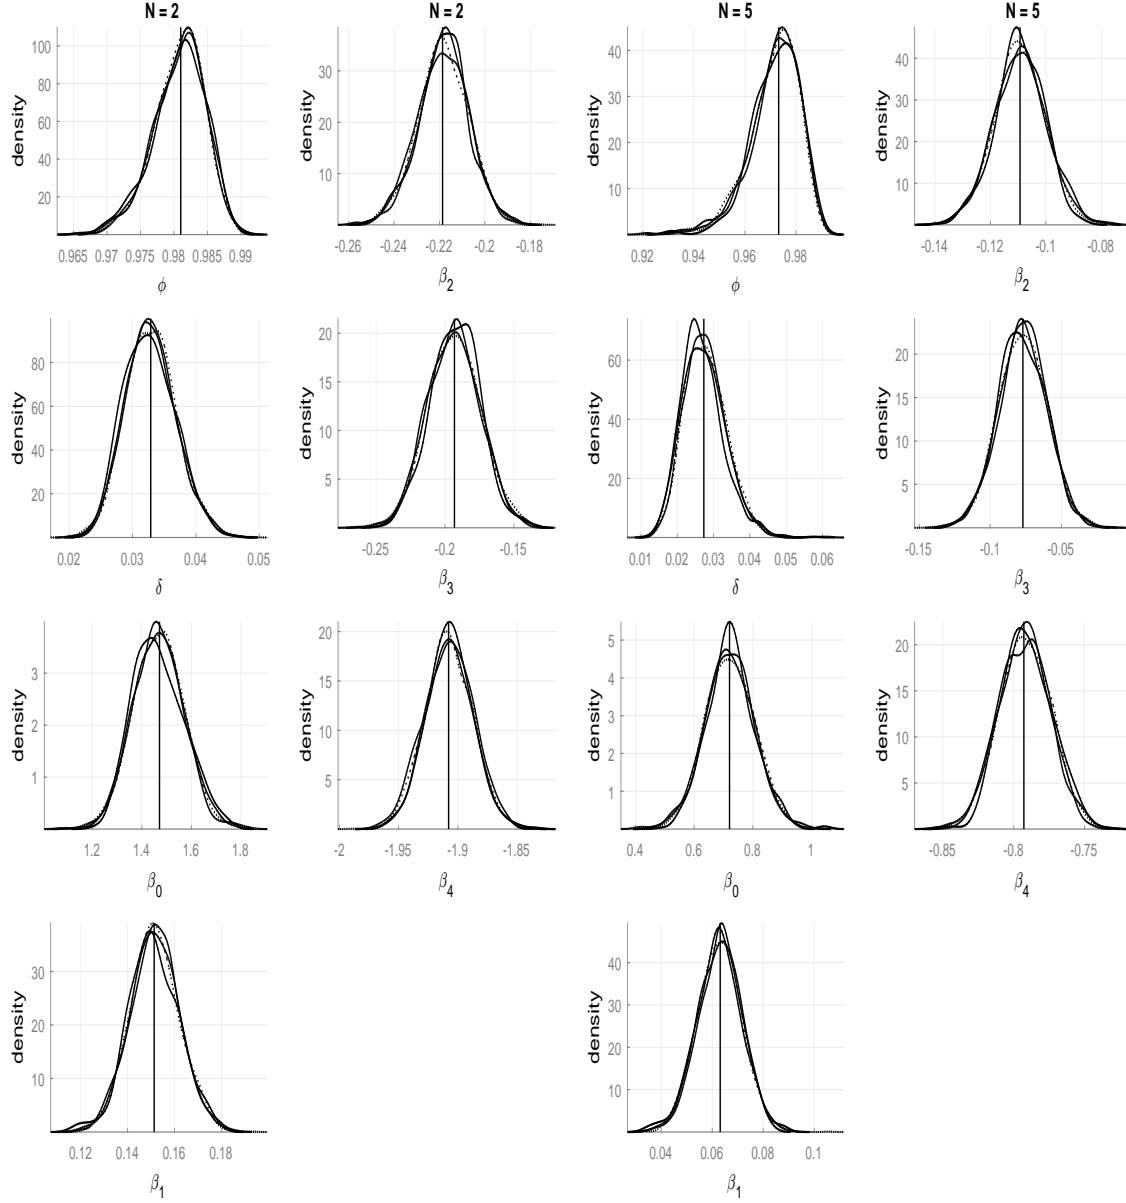 N = 2
N = 2
N = 5
N = 5
density
100
80
60
40
20
0.965 0.97 0.975 0.98 0.985 0.99
ϕ
density
30
20
10
-0.26 -0.24 -0.22 -0.2 -0.18
β2
density
40
30
20
10
0.92 0.94 0.96 0.98
ϕ
density
40
30
20
10
-0.14 -0.12 -0.1 -0.08
β2
density
80
60
40
20
0.02 0.03 0.04 0.05
δ
density
20
15
10
5
-0.25 -0.2 -0.15
β3
density
60
40
20
0.01 0.02 0.03 0.04 0.05 0.06
δ
density
20
15
10
5
-0.15 -0.1 -0.05
β3
density
3
2
1
1.2 1.4 1.6 1.8
β0
density
20
15
10
5
-2 -1.95 -1.9 -1.85
β4
density
5
4
3
2
1
0.4 0.6 0.8 1
β0
density
20
15
10
5
-0.85 -0.8 -0.75
β4
density
30
20
10
0.12 0.14 0.16 0.18
β1
density
40
30
20
10
0.04 0.06 0.08 0.1
β1